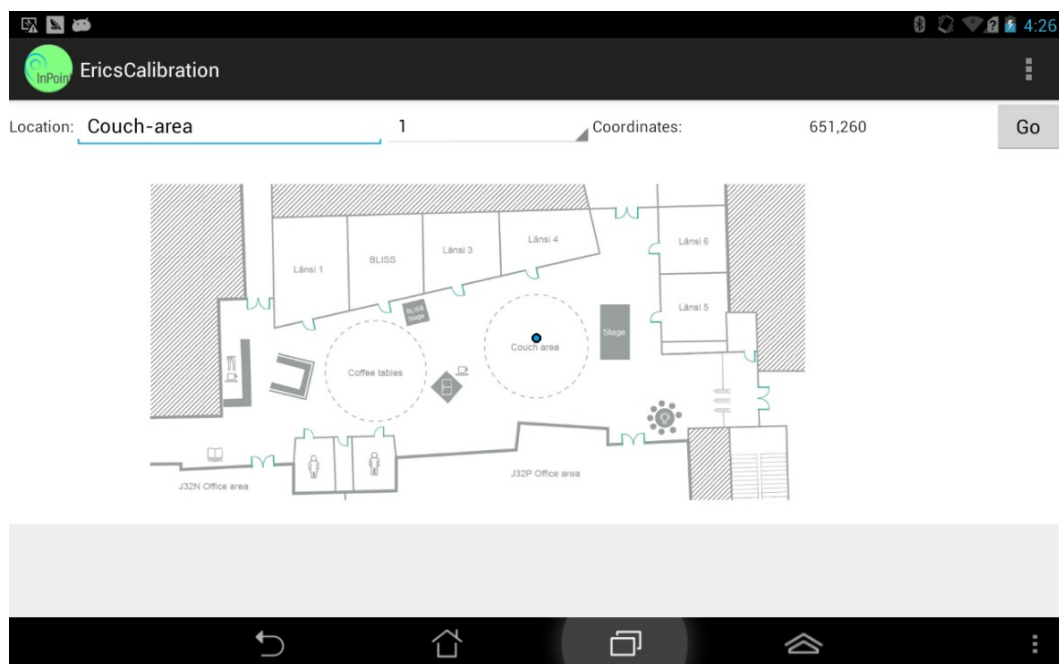 4:26
InPoin
EricsCalibration
Location: Couch-area 1 Coordinates: 651,260 Go
Länsi 1
BLISS
Länsi 3
Länsi 4
Länsi 6
BLISS
Stage
Länsi 5
Stage
Couch area
Coffee tables
J32N Office area
J32P Office area